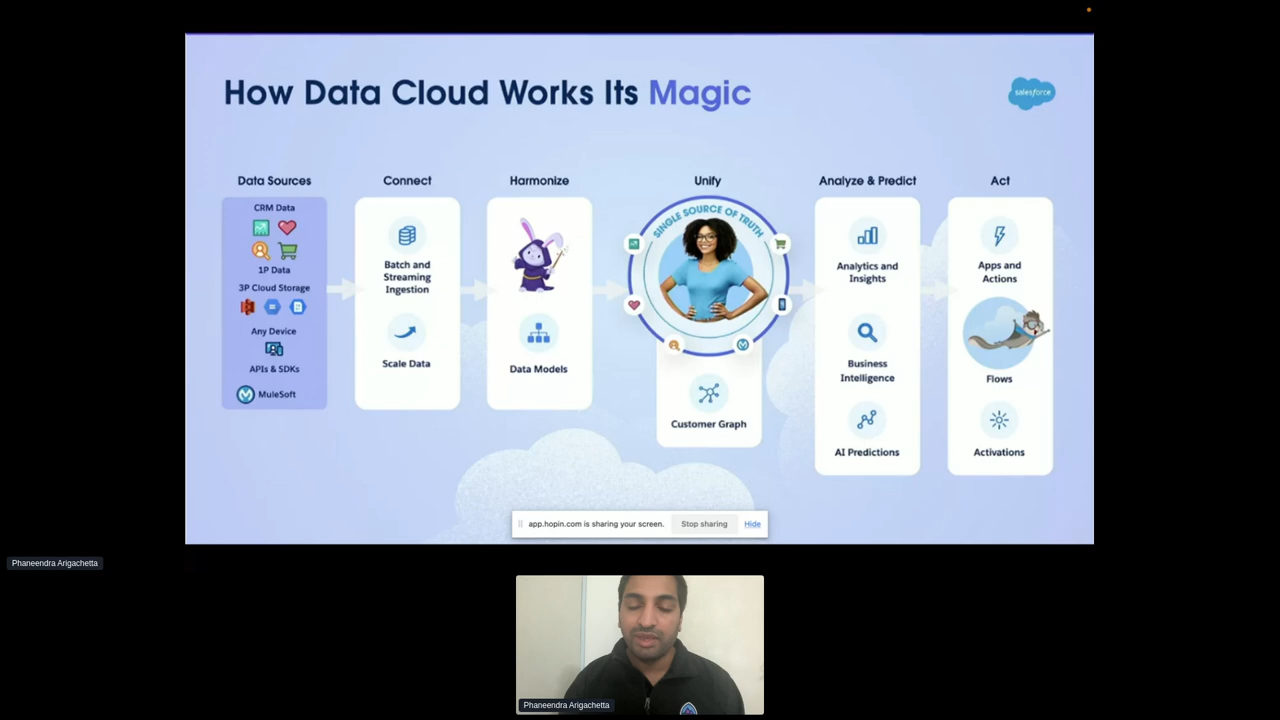 How Data Cloud Works Its Magic
salesforce
Data Sources
CRM Data
1P Data
3P Cloud Storage
Any Device
APIs & SDKs
MuleSoft
Connect
Batch and
Streaming
Ingestion
Scale Data
Harmonize
Data Models
Unify
SINGLE SOURCE OF TRUTH
Customer Graph
Analyze & Predict
Analytics and
Insights
Business
Intelligence
AI Predictions
Act
Apps and
Actions
Flows
Activations
app.hopin.com is sharing your screen.
Stop sharing
Hide
Phaneendra Arigachetta
Phaneendra Arigachetta